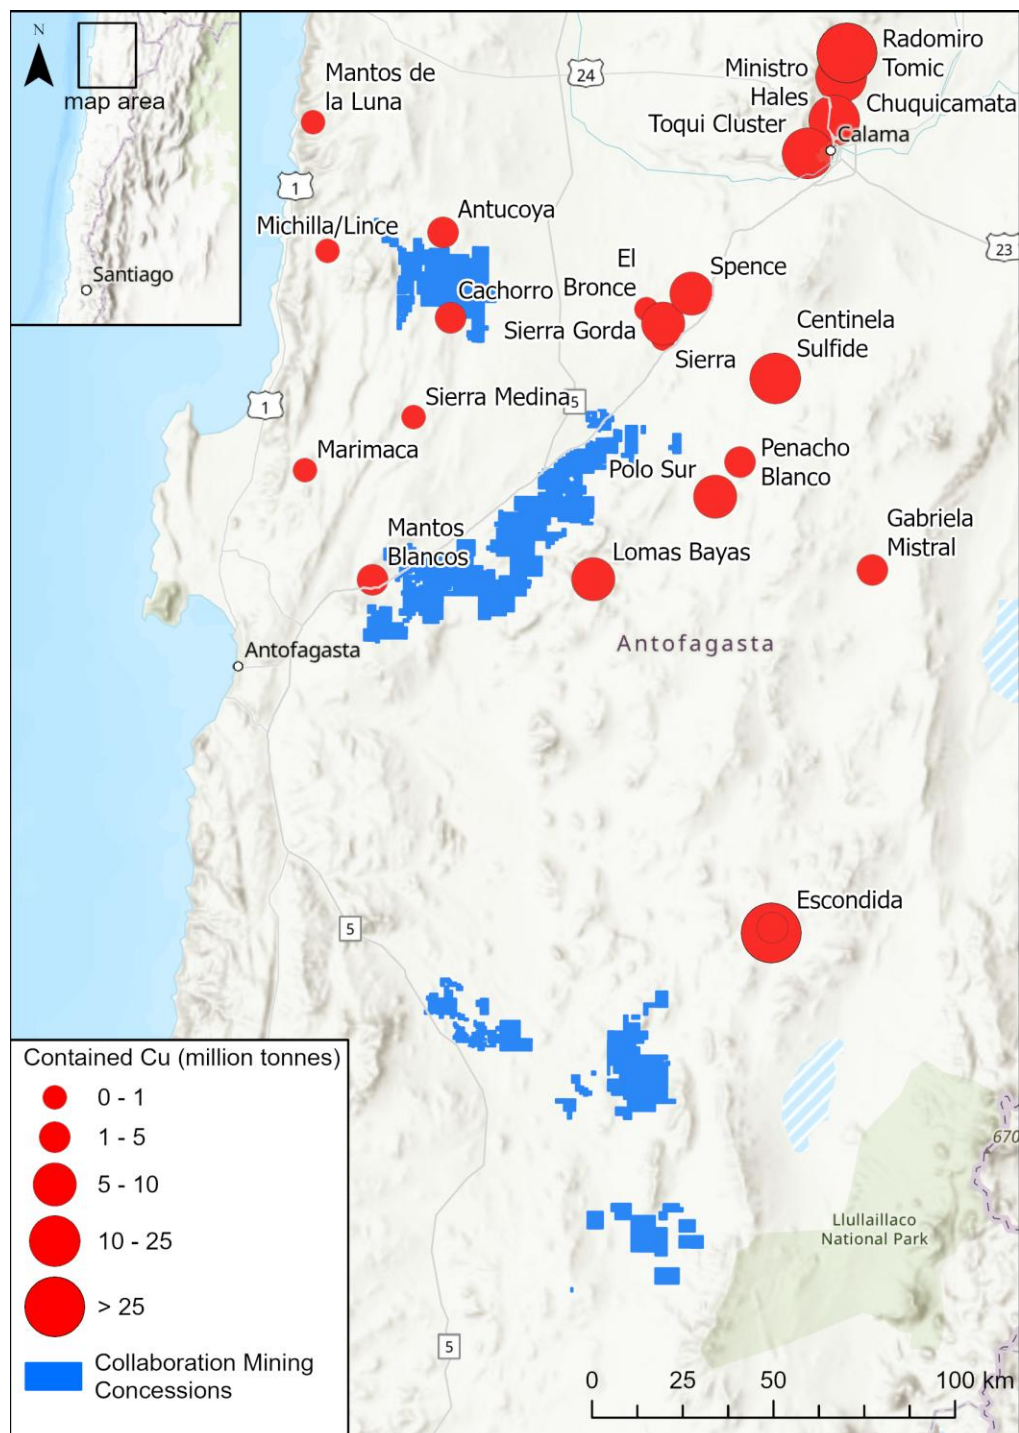 N
map area
Santiago
Mantos de
la Luna
24
Radomiro
Tomic
Ministro
Hales
Chuquicamata
Toqui Cluster
Calama
1
Michilla/Lince
Antucoya
23
El
Bronce
Spence
Cachorro
Sierra Gorda
Sierra
Centinela
Sulfide
1
Sierra Medina
5
Marimaca
Polo Sur
Penacho
Blanco
Mantos
Blancos
Lomas Bayas
Gabriela
Mistral
Antofagasta
Antofagasta
Escondida
5
Contained Cu (million tonnes)
0 - 1
1 - 5
5 - 10
10 - 25
> 25
Collaboration Mining
Concessions
670
Llullaillaco
National Park
5
0 25 50 100 km